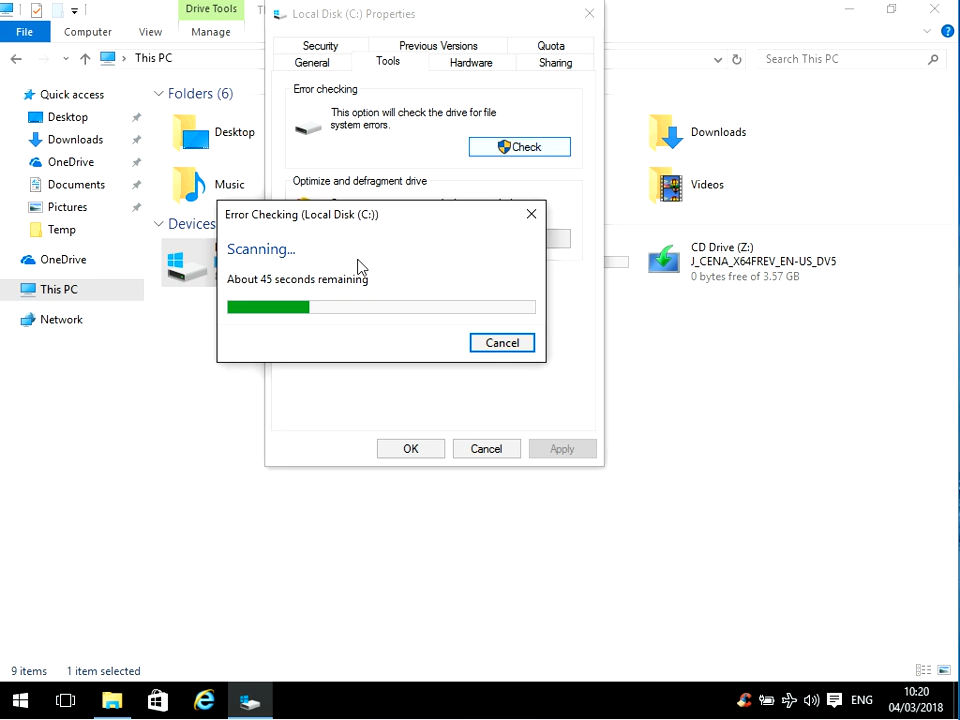 Drive Tools
File
Computer
View
Manage
This PC
Search This PC
Quick access
Desktop
Downloads
OneDrive
Documents
Pictures
Temp
OneDrive
This PC
Network
Folders (6)
Desktop
Music
Downloads
Videos
Devices
CD Drive (Z:)
J_CENA_X64FREV_EN-US_DV5
0 bytes free of 3.57 GB
Local Disk (C:) Properties
Security
Previous Versions
Quota
General
Tools
Hardware
Sharing
Error checking
This option will check the drive for file
system errors.
Check
Optimize and defragment drive
Error Checking (Local Disk (C:))
Scanning...
About 45 seconds remaining
Cancel
OK
Cancel
Apply
9 items
1 item selected
ENG
10:20
04/03/2018